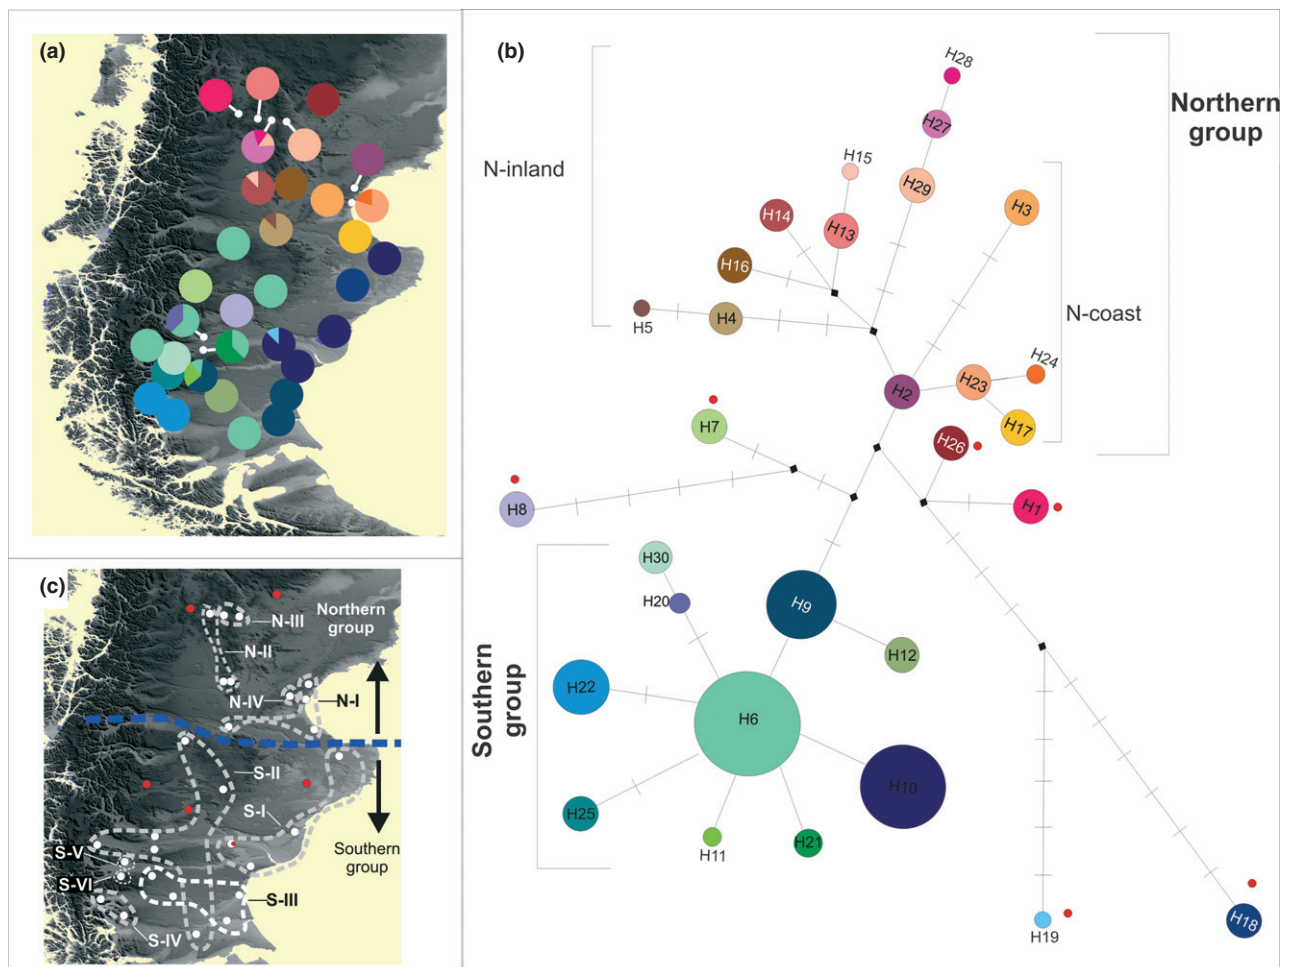 (a)
(b)
H28
Northern
group
H27
N-inland
H15
H29
H3
H14
H13
H16
N-coast
H5
H4
H24
H2
H23
H17
H7
H26
H8
H1
H30
H20
H9
H12
Southern
group
H22
H6
H10
H25
H11
H21
H19
H18
(c)
Northern
group
N-III
N-II
N-IV
N-I
S-II
S-I
Southern
group
S-V
S-VI
S-III
S-IV